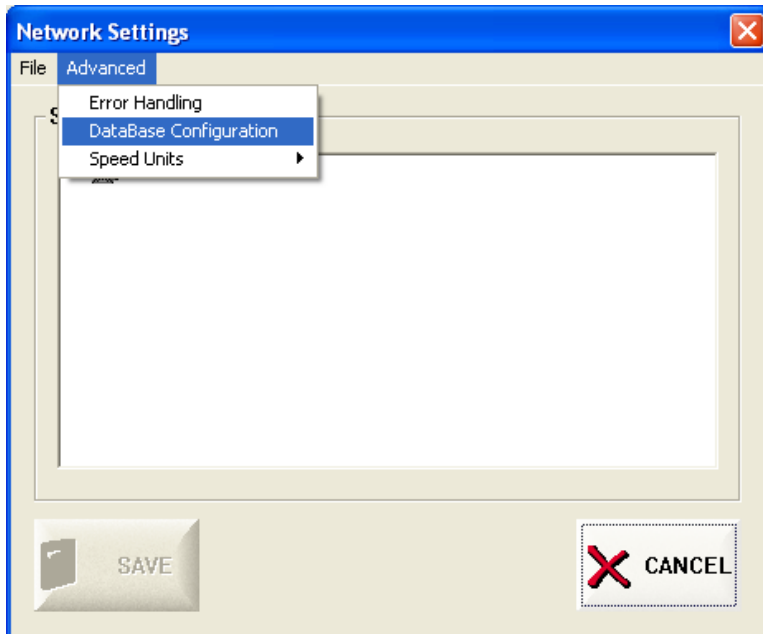 Network Settings
File Advanced
Error Handling
DataBase Configuration
Speed Units
SAVE
CANCEL